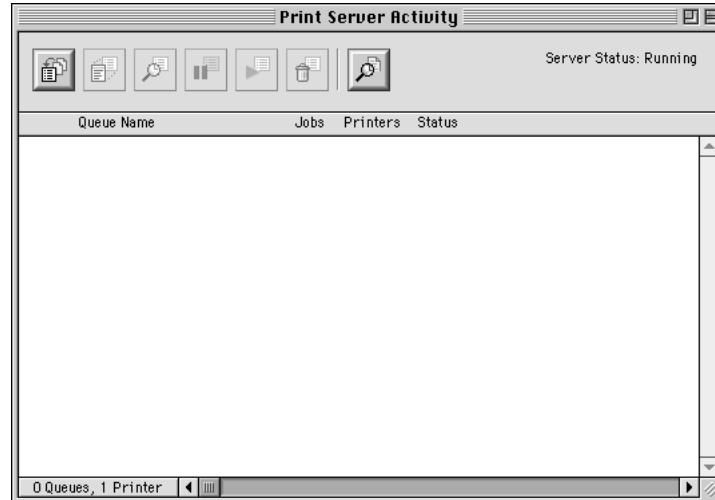 Print Server Activity
Server Status: Running
Queue Name Jobs Printers Status
0 Queues, 1 Printer